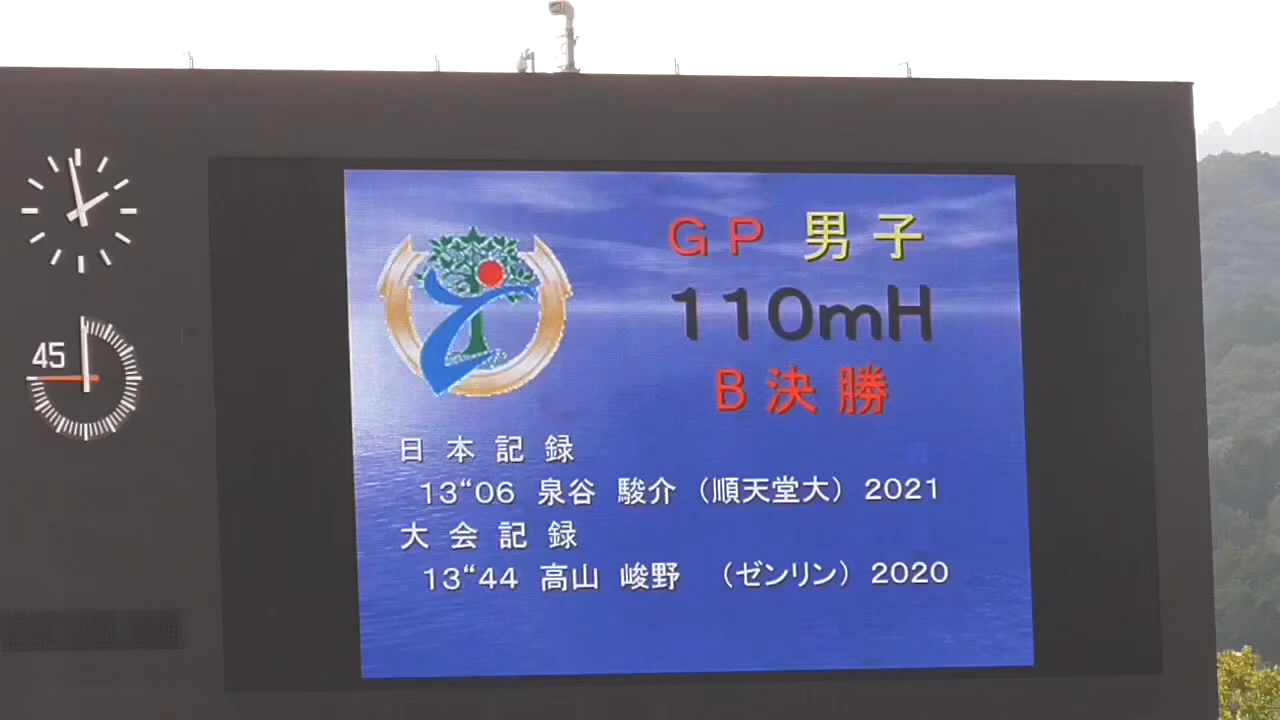 45
GP 男子
110mH
B決勝
日本記録
13“06 泉谷 駿介 （順天堂大） 2021
大会記録
13“44 高山 峻野 （ゼンリン） 2020